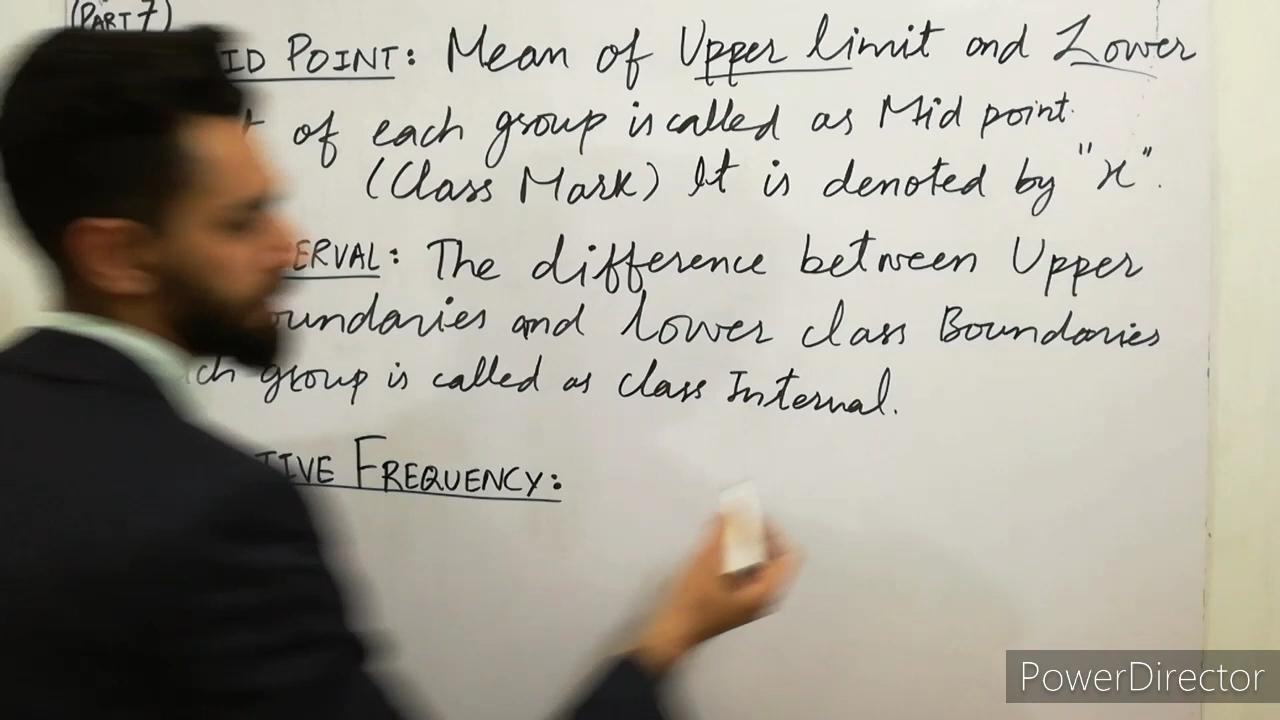 (PART 7)
ID POINT: Mean of Upper limit and Lower
of each group is called as Mid point.
(Class Mark) It is denoted by "x".
ERVAL: The difference between Upper
oundaries and lower class Boundaries
ch group is called as class Interval.
TIVE FREQUENCY:
PowerDirector